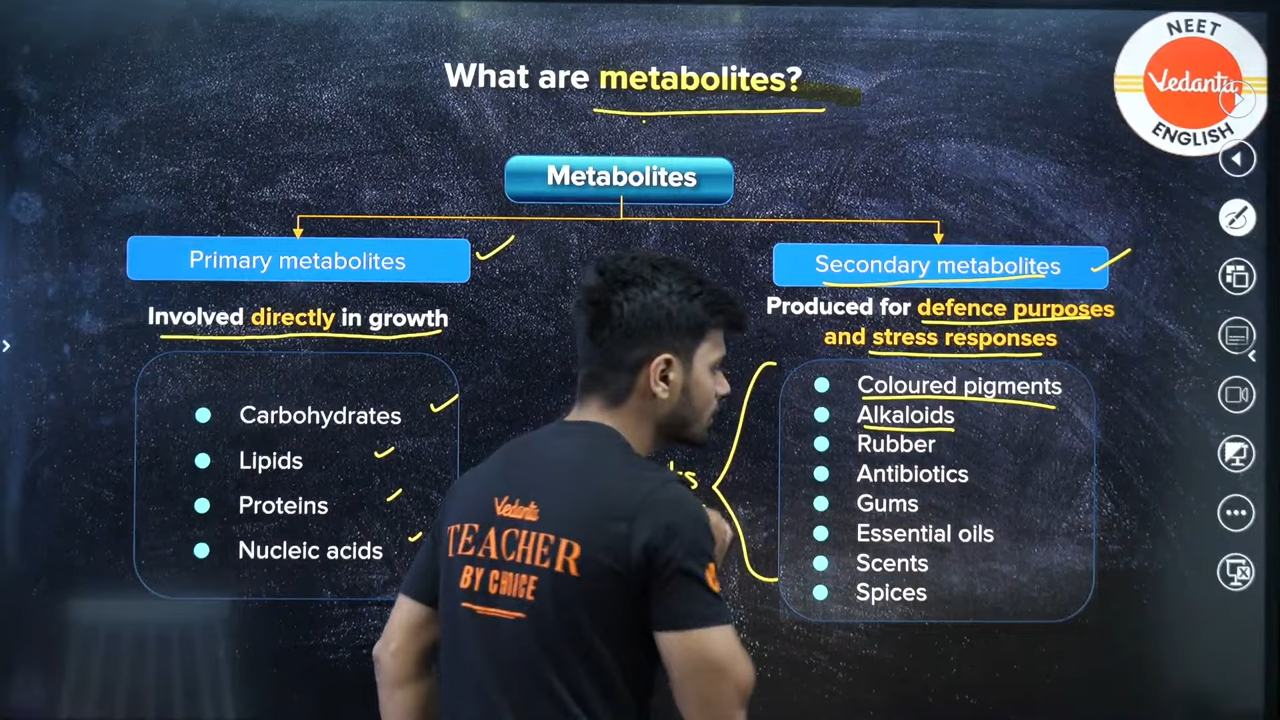 What are metabolites?
NEET
Vedantu
ENGLISH
Metabolites
Primary metabolites
Secondary metabolites
Involved directly in growth
Produced for defence purposes
and stress responses
Carbohydrates
Lipids
Proteins
Nucleic acids
Coloured pigments
Alkaloids
Rubber
Antibiotics
Gums
Essential oils
Scents
Spices
Vedantu
TEACHER
BY CHOICE